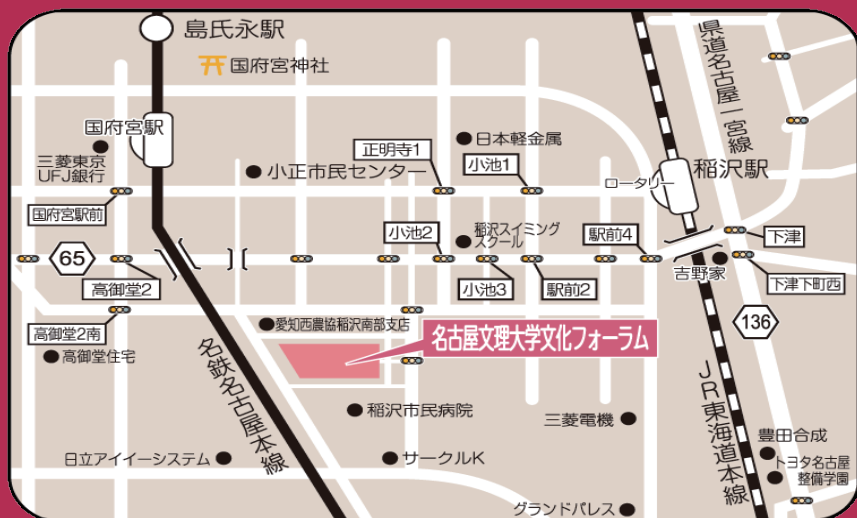 島氏永駅
国府宮神社
県道名古屋一宮線
国府宮駅
三菱東京
UFJ銀行
小正市民センター
正明寺1
日本軽金属
小池1
稲沢駅
ロータリー
国府宮駅前
65
高御堂2
小池2
稲沢スイミング
スクール
小池3
駅前2
駅前4
下津
吉野家
下津下町西
136
高御堂2南
高御堂住宅
愛知西農協稲沢南部支店
名古屋文理大学文化フォーラム
名鉄名古屋本線
稲沢市民病院
三菱電機
JR東海道本線
日立アイイーシステム
サークルK
豊田合成
トヨタ名古屋
整備学園
グランドパレス